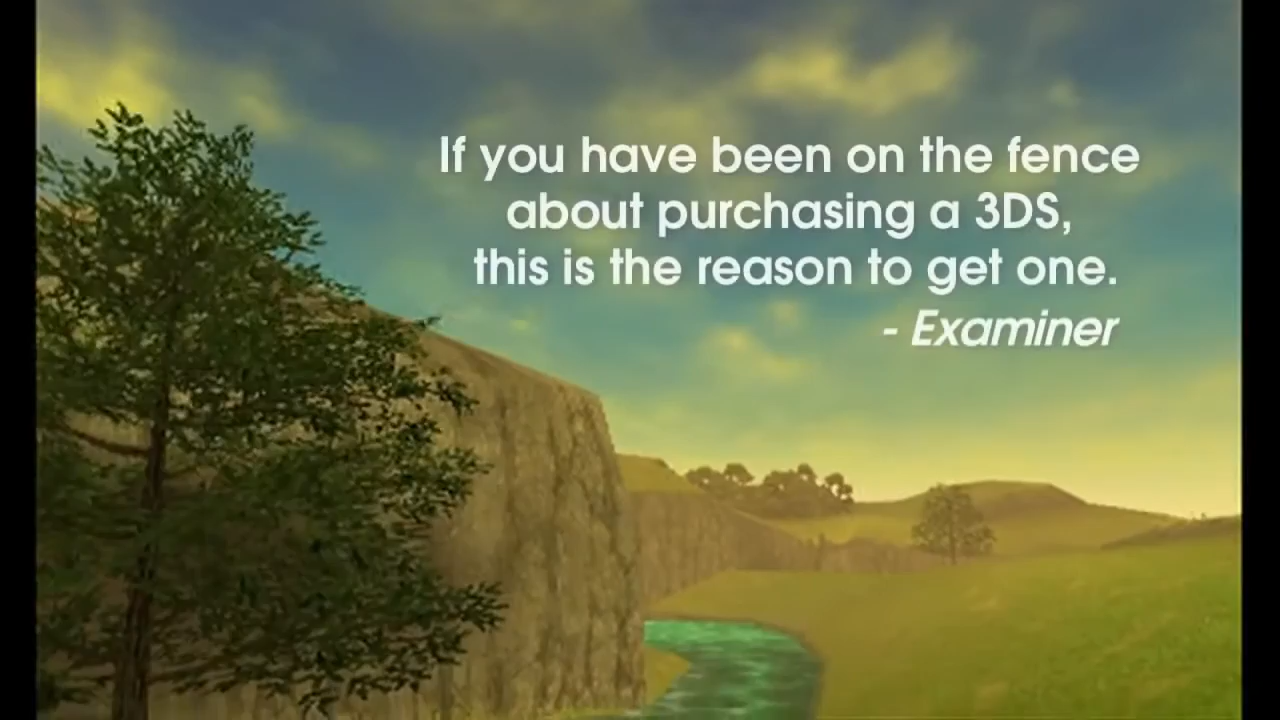 If you have been on the fence
about purchasing a 3DS,
this is the reason to get one.
- Examiner